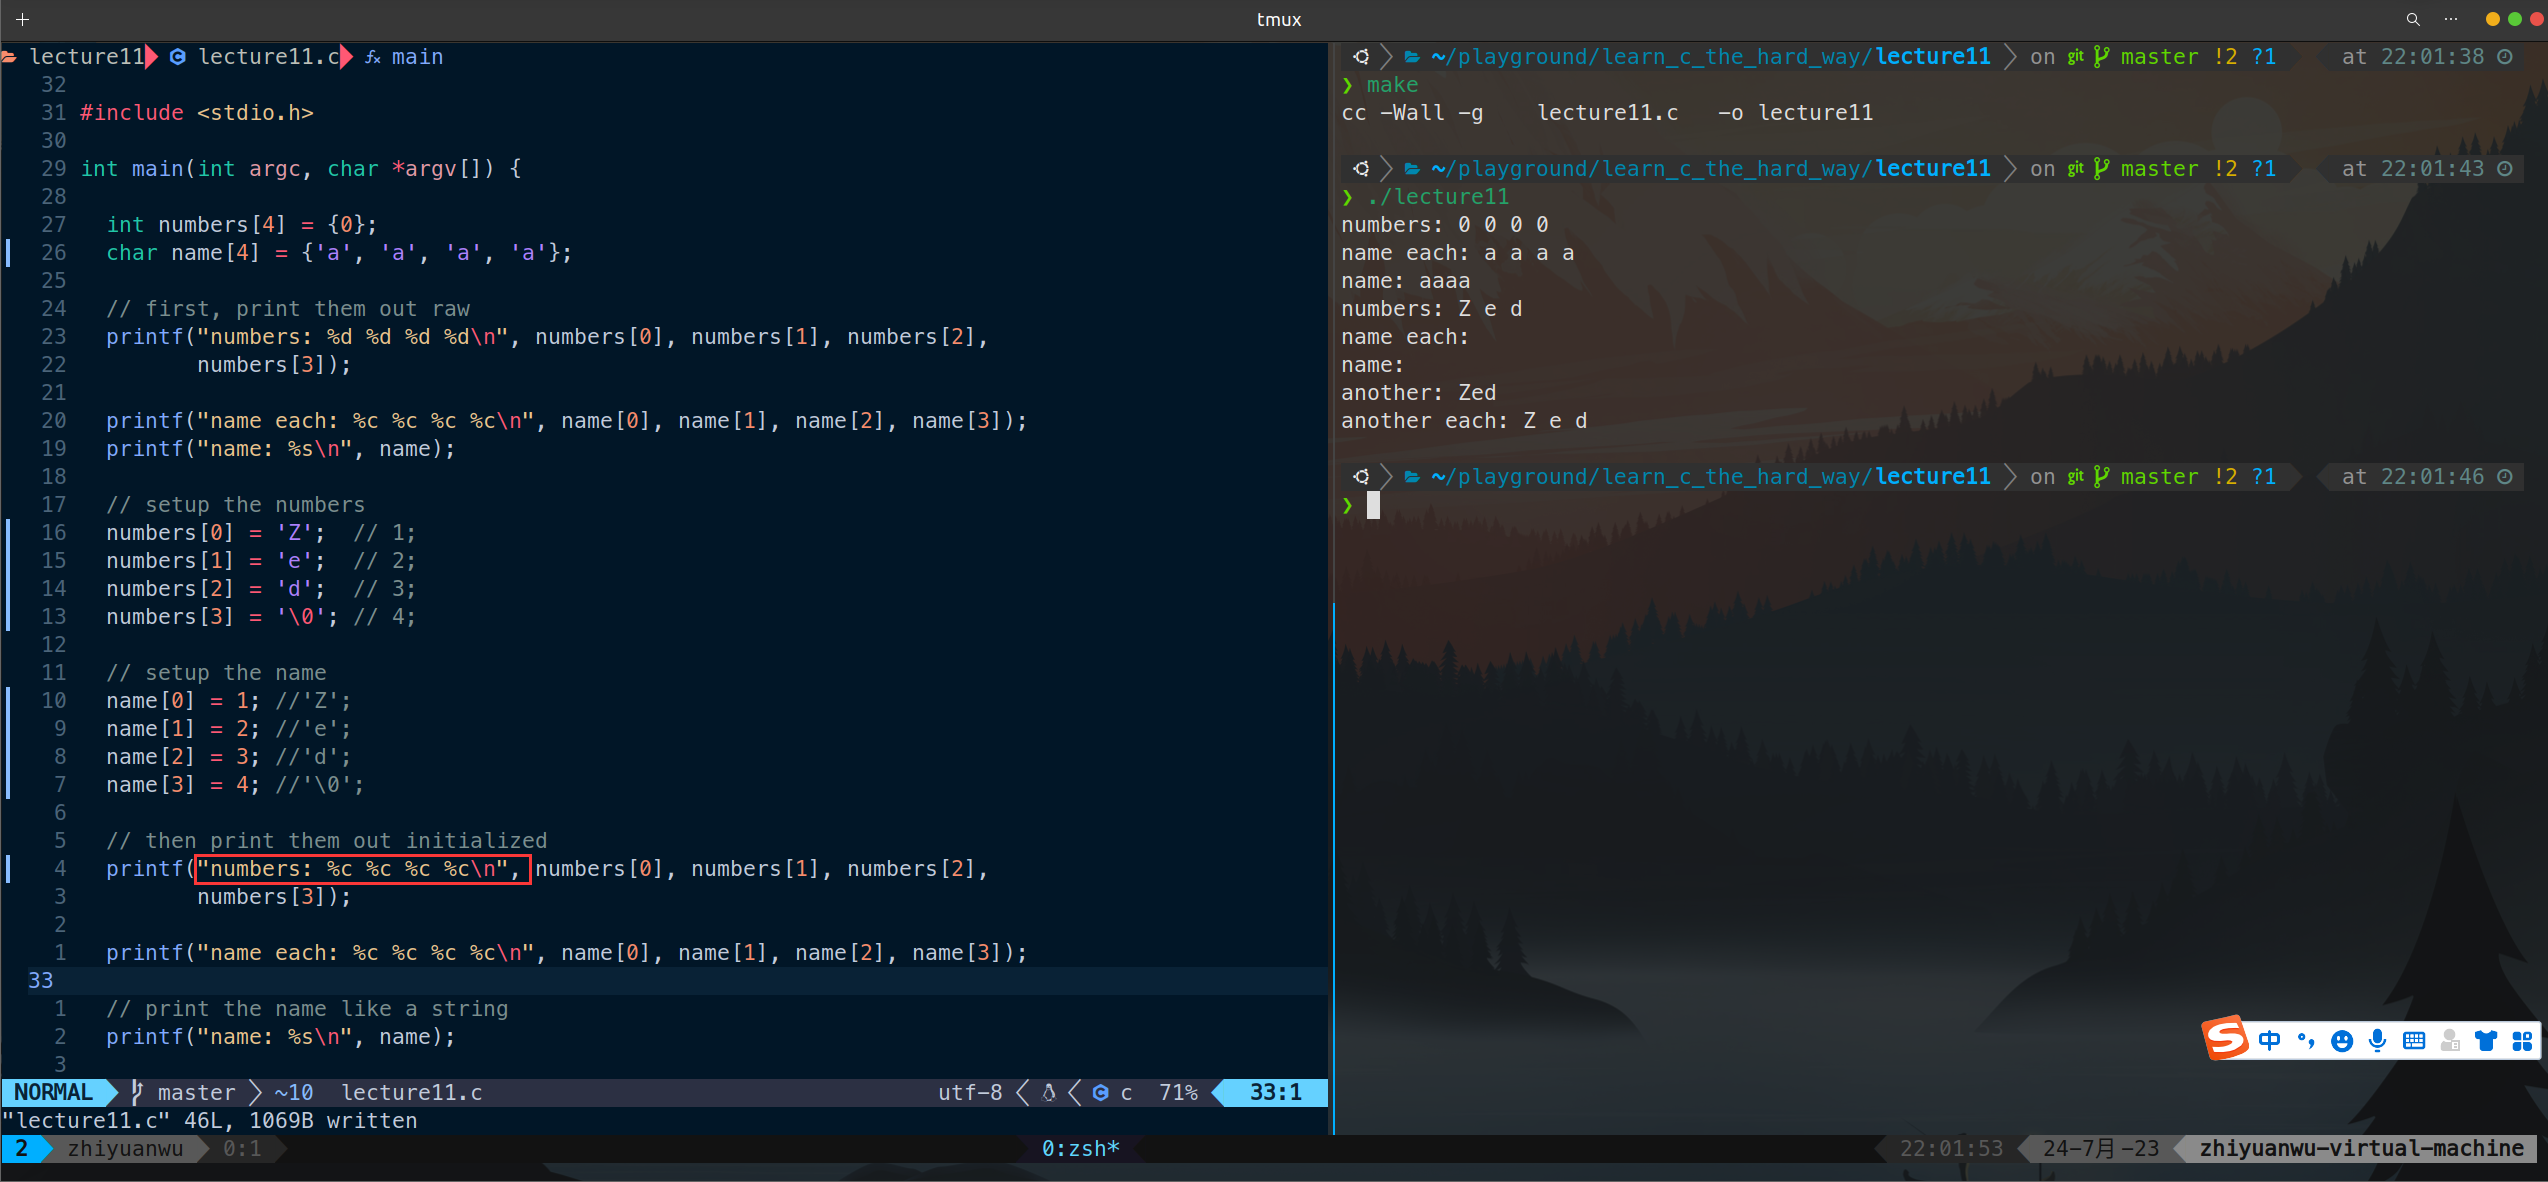 tmux
lecture11 lecture11.c main
32
31 #include <stdio.h>
30
29 int main(int argc, char *argv[]) {
28
27 int numbers[4] = {0};
26 char name[4] = {'a', 'a', 'a', 'a'};
25
24 // first, print them out raw
23 printf("numbers: %d %d %d %d\n", numbers[0], numbers[1], numbers[2],
22 numbers[3]);
21
20 printf("name each: %c %c %c %c\n", name[0], name[1], name[2], name[3]);
19 printf("name: %s\n", name);
18
17 // setup the numbers
16 numbers[0] = 'Z'; // 1;
15 numbers[1] = 'e'; // 2;
14 numbers[2] = 'd'; // 3;
13 numbers[3] = '\0'; // 4;
12
11 // setup the name
10 name[0] = 1; //'Z';
9 name[1] = 2; //'e';
8 name[2] = 3; //'d';
7 name[3] = 4; //'\0';
6
5 // then print them out initialized
4 printf("numbers: %c %c %c %c\n", numbers[0], numbers[1], numbers[2],
3 numbers[3]);
2
1 printf("name each: %c %c %c %c\n", name[0], name[1], name[2], name[3]);
33
1 // print the name like a string
2 printf("name: %s\n", name);
3
NORMAL master ~10 lecture11.c utf-8 c 71% 33:1
"lecture11.c" 46L, 1069B written
~/playground/learn_c_the_hard_way/lecture11 on git master !2 ?1 at 22:01:38
❯ make
cc -Wall -g lecture11.c -o lecture11
~/playground/learn_c_the_hard_way/lecture11 on git master !2 ?1 at 22:01:43
❯ ./lecture11
numbers: 0 0 0 0
name each: a a a a
name: aaaa
numbers: Z e d
name each:
name:
another: Zed
another each: Z e d
~/playground/learn_c_the_hard_way/lecture11 on git master !2 ?1 at 22:01:46
❯
S 中
2 zhiyuanwu 0:1 0:zsh* 22:01:53 24-7月-23 zhiyuanwu-virtual-machine